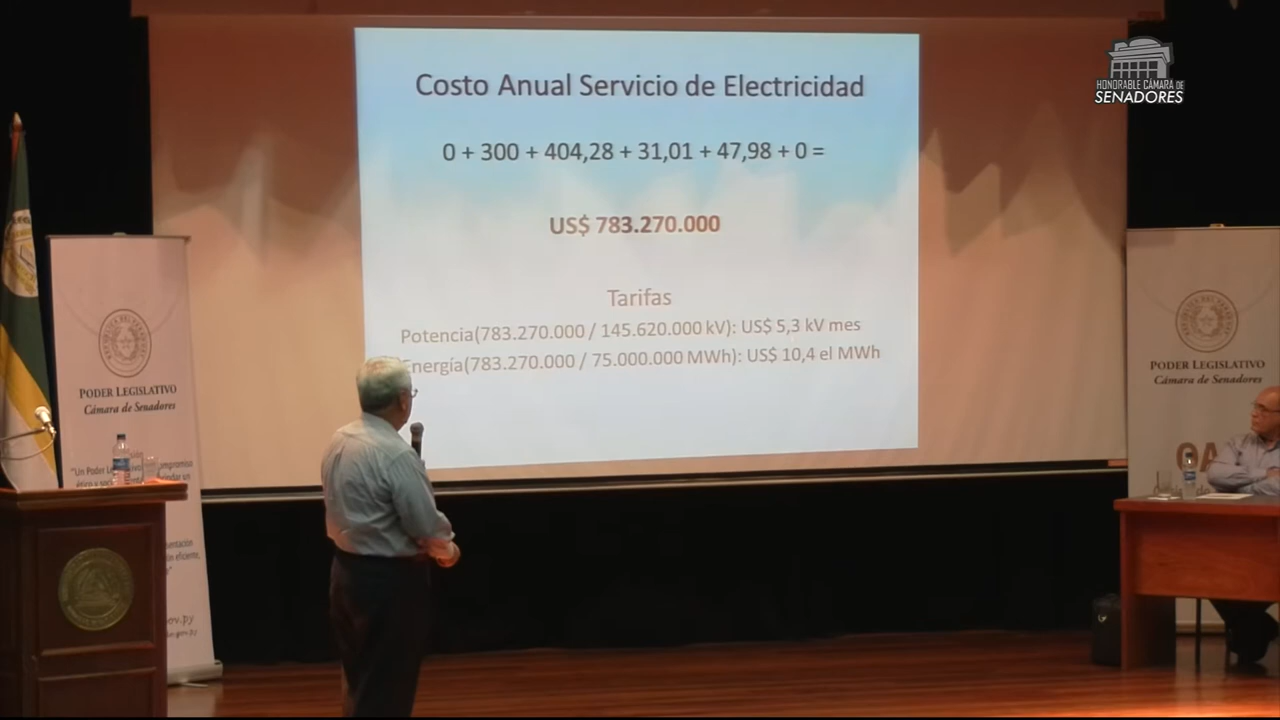 HONORABLE CÁMARA DE
SENADORES
Costo Anual Servicio de Electricidad
0 + 300 + 404,28 + 31,01 + 47,98 + 0 =
US$ 783.270.000
Tarifas
Potencia(783.270.000 / 145.620.000 kV): US$ 5,3 kV mes
Energía(783.270.000 / 75.000.000 MWh): US$ 10,4 el MWh
PODER LEGISLATIVO
Cámara de Senadores
"Un Poder
PODER LEGISLATIVO
Cámara de Senadores